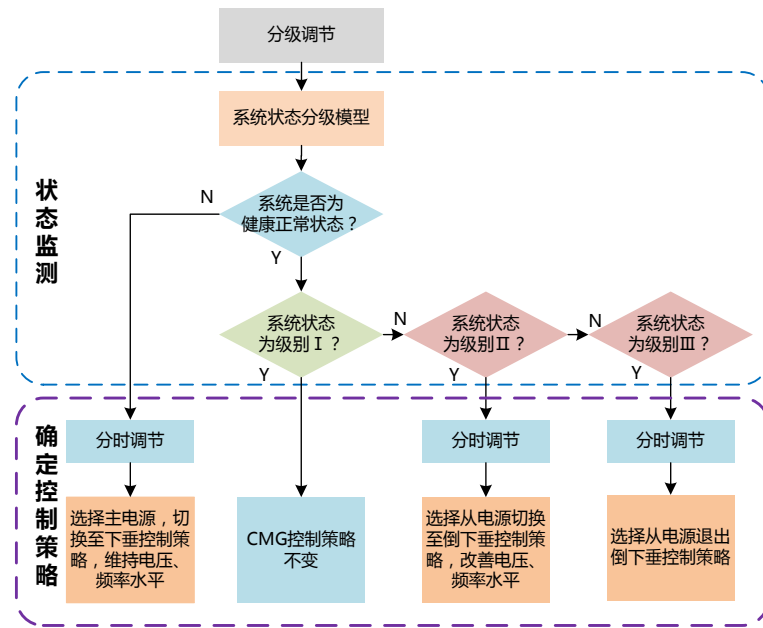 分级调节
系统状态分级模型
状态监测
N
系统是否为
健康正常状态？
Y
系统状态
为级别Ⅰ？
N
系统状态
为级别Ⅱ？
N
系统状态
为级别Ⅲ？
Y
Y
Y
确定控制策略
分时调节
分时调节
分时调节
选择主电源，切
换至下垂控制策
略，维持电压、
频率水平
CMG控制策略
不变
选择从电源切换
至倒下垂控制策
略，改善电压、
频率水平
选择从电源退出
倒下垂控制策略